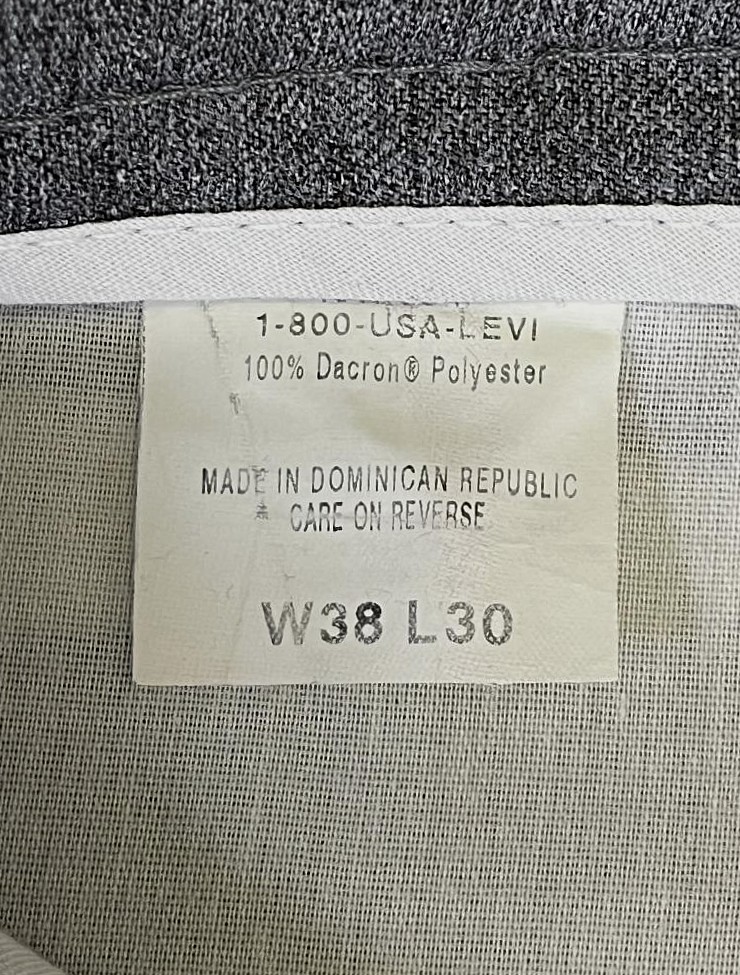 1-800-USA-LEVI
100% Dacron® Polyester
MADE IN DOMINICAN REPUBLIC
CARE ON REVERSE
W38 L30